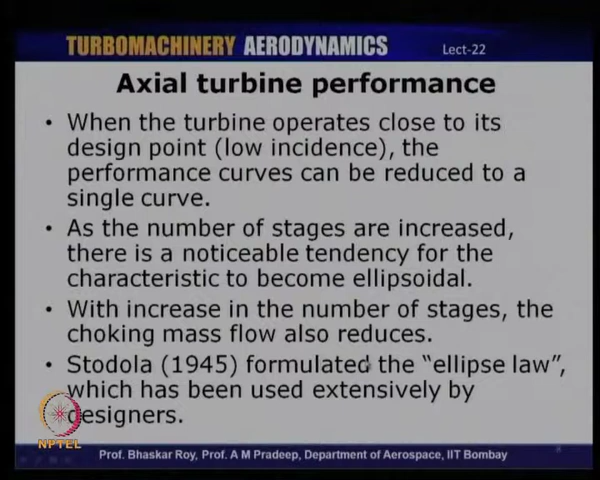 TURBOMACHINERY AERODYNAMICS Lect-22
Axial turbine performance
• When the turbine operates close to its
design point (low incidence), the
performance curves can be reduced to a
single curve.
• As the number of stages are increased,
there is a noticeable tendency for the
characteristic to become ellipsoidal.
• With increase in the number of stages, the
choking mass flow also reduces.
• Stodola (1945) formulated the “ellipse law”,
which has been used extensively by
designers.
NPTEL
Prof. Bhaskar Roy, Prof. A M Pradeep, Department of Aerospace, IIT Bombay